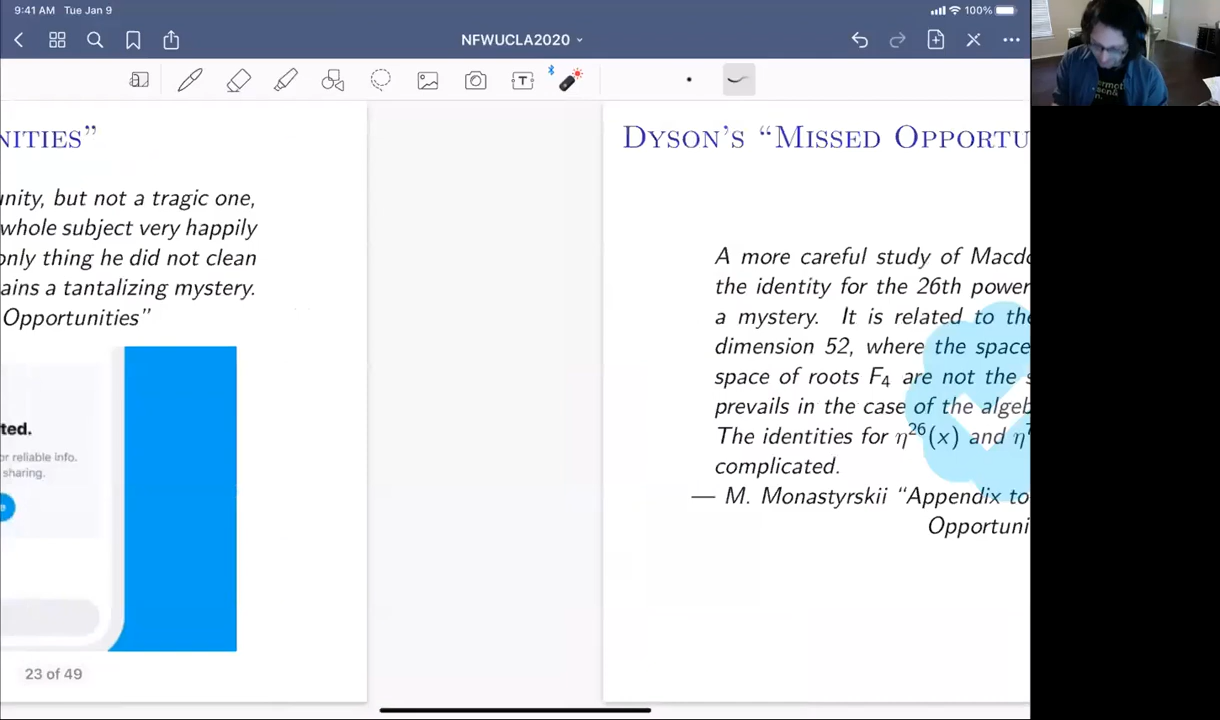 9:41 AM Tue Jan 9
100%
NFWUCLA2020
NITIES”
unity, but not a tragic one,
whole subject very happily
only thing he did not clean
ains a tantalizing mystery.
Opportunities”
ted.
or reliable info.
sharing.
e
23 of 49
DYSON’S “MISSED OPPORTU
A more careful study of Macdo
the identity for the 26th power
a mystery. It is related to the
dimension 52, where the space
space of roots F₄ are not the s
prevails in the case of the algeb
The identities for η²⁶(x) and η⁷
complicated.
— M. Monastyrskii “Appendix to
Opportuni